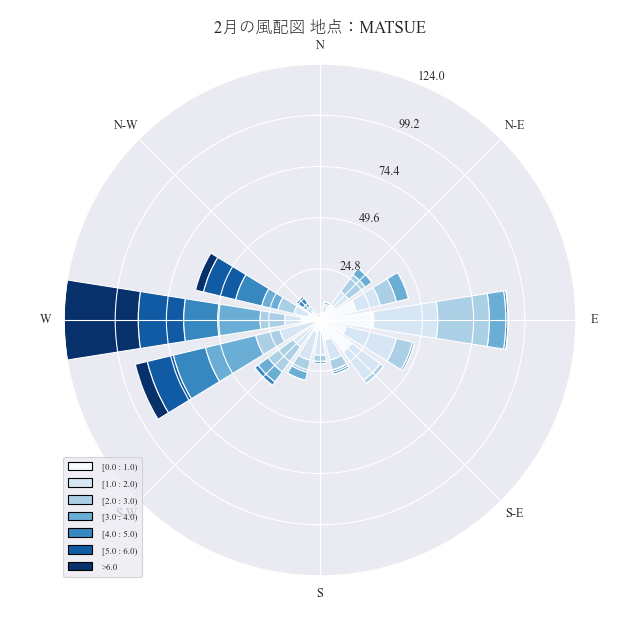 2月の風配図 地点：MATSUE
N
124.0
99.2
N-W
N-E
74.4
49.6
24.8
W
E
[0.0 : 1.0)
[1.0 : 2.0)
[2.0 : 3.0)
S-W
S-E
[3.0 : 4.0)
[4.0 : 5.0)
[5.0 : 6.0)
>6.0
S